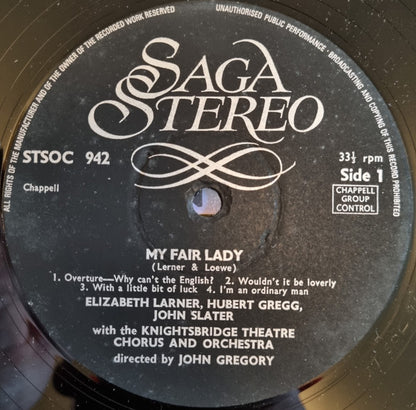 ALL RIGHTS OF THE MANUFACTURER AND OF THE OWNER OF THE RECORDED WORK RESERVED
UNAUTHORISED PUBLIC PERFORMANCE · BROADCASTING AND COPYING OF THIS RECORD PROHIBITED
SAGA
STEREO
STSOC 942
33⅓ rpm
Chappell
Side 1
CHAPPELL
GROUP
CONTROL
MY FAIR LADY
(Lerner & Loewe)
1. Overture—Why can't the English? 2. Wouldn't it be loverly
3. With a little bit of luck 4. I'm an ordinary man
ELIZABETH LARNER, HUBERT GREGG,
JOHN SLATER
with the KNIGHTSBRIDGE THEATRE
CHORUS AND ORCHESTRA
directed by JOHN GREGORY